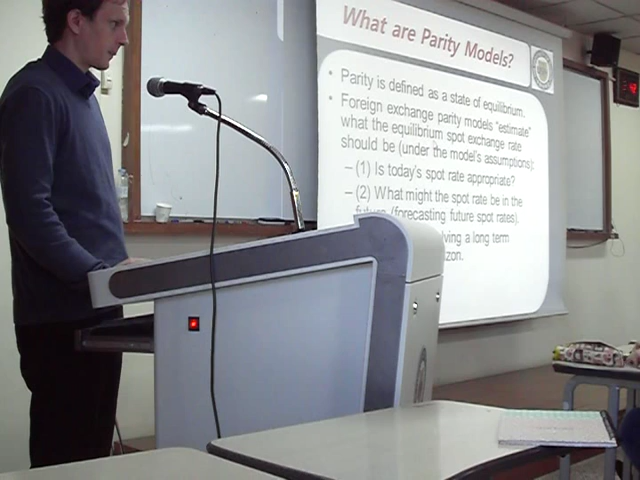 What are Parity Models?
• Parity is defined as a state of equilibrium.
• Foreign exchange parity models "estimate"
what the equilibrium spot exchange rate
should be (under the model's assumptions):
– (1) Is today's spot rate appropriate?
– (2) What might the spot rate be in the
future (forecasting future spot rates).
a long term